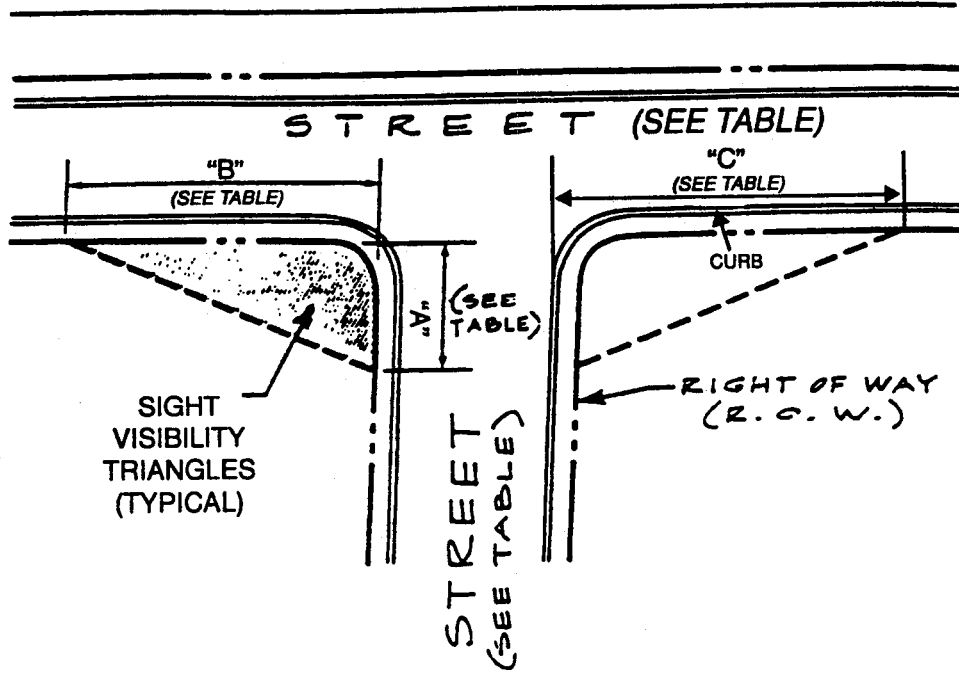 STREET (SEE TABLE)
"B"
(SEE TABLE)
"C"
(SEE TABLE)
CURB
"A"
(SEE
TABLE)
RIGHT OF WAY
(R.O.W.)
SIGHT
VISIBILITY
TRIANGLES
(TYPICAL)
STREET
(SEE TABLE)